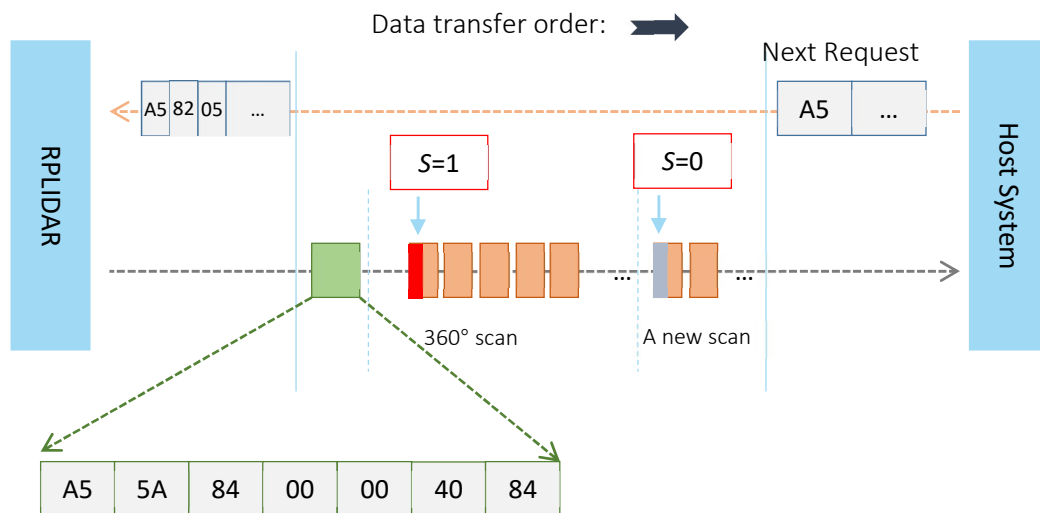 Data transfer order:
Next Request
A5 82 05 ...
A5 ...
RPLIDAR
Host System
S=1
S=0
... ...
360° scan
A new scan
A5 5A 84 00 00 40 84